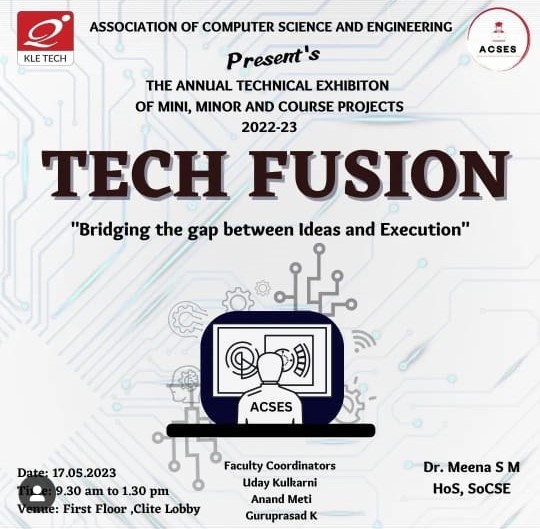 KLE TECH
ASSOCIATION OF COMPUTER SCIENCE AND ENGINEERING
ACSES
Present's
THE ANNUAL TECHNICAL EXHIBITON
OF MINI, MINOR AND COURSE PROJECTS
2022-23
TECH FUSION
"Bridging the gap between Ideas and Execution"
ACSES
Date: 17.05.2023
Time: 9.30 am to 1.30 pm
Venue: First Floor ,Clite Lobby
Faculty Coordinators
Uday Kulkarni
Anand Meti
Guruprasad K
Dr. Meena S M
HoS, SoCSE